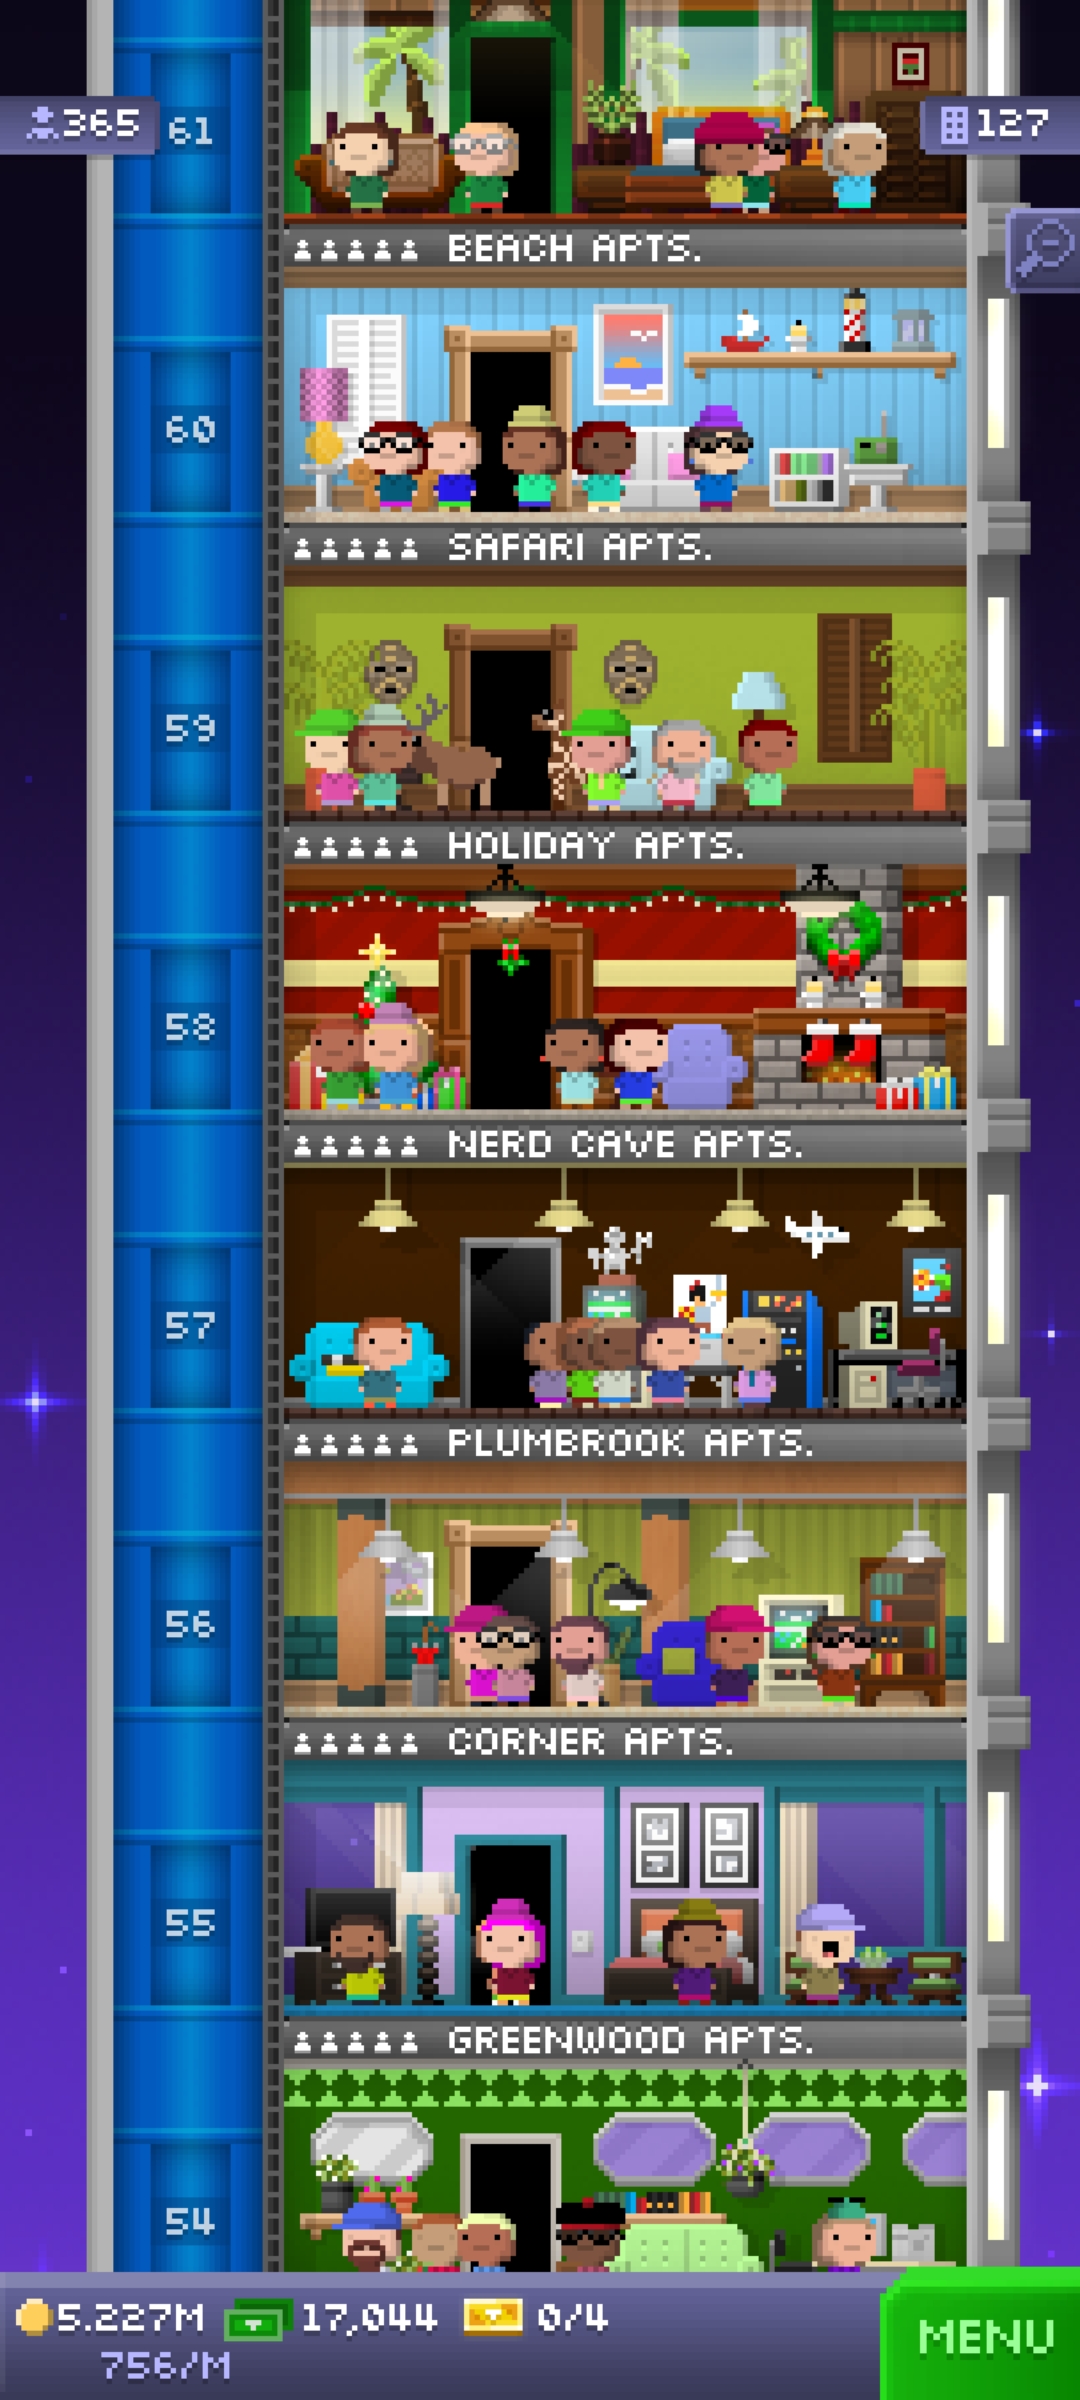 365
127
61
BEACH APTS.
60
SAFARI APTS.
59
HOLIDAY APTS.
58
NERD CAVE APTS.
57
PLUMBROOK APTS.
56
CORNER APTS.
55
GREENWOOD APTS.
54
5.227M 17,044 0/4
756/M
MENU